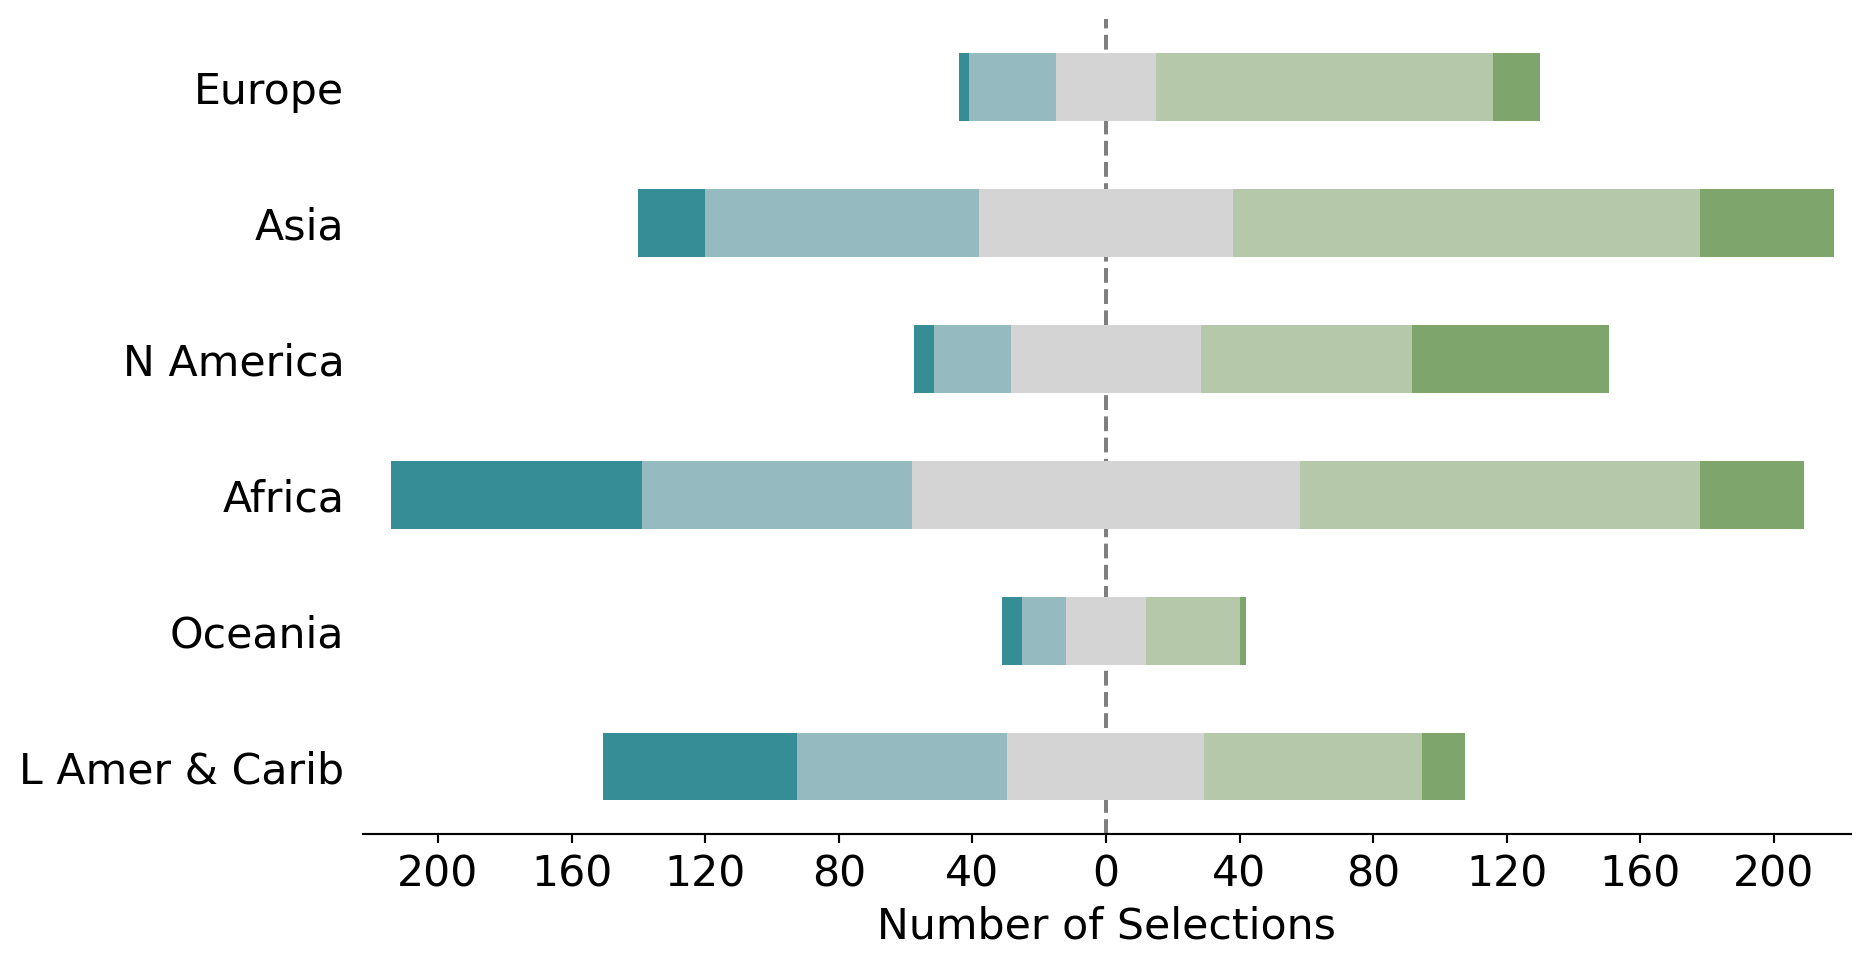 Europe
Asia
N America
Africa
Oceania
L Amer & Carib
200 160 120 80 40 0 40 80 120 160 200
Number of Selections